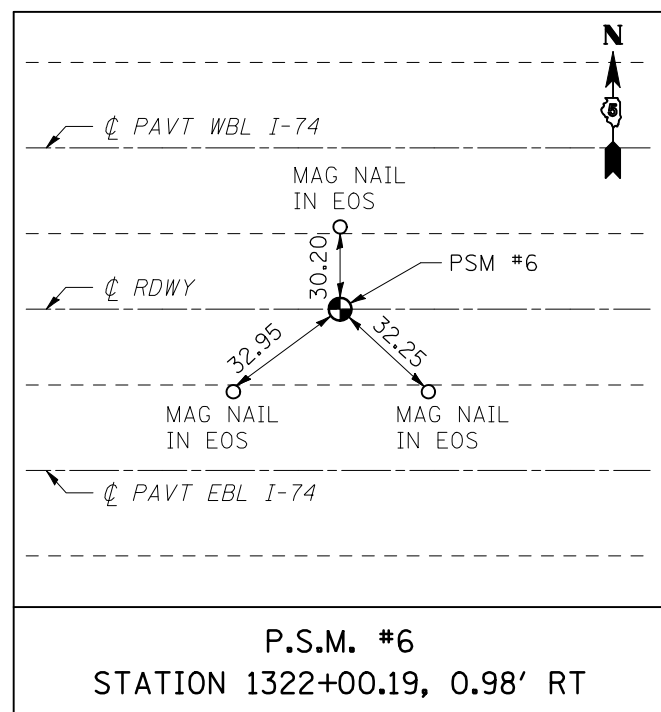 N
5
℄ PAVT WBL I-74
MAG NAIL
IN EOS
30.20
PSM #6
℄ RDWY
32.95
32.25
MAG NAIL
IN EOS
MAG NAIL
IN EOS
℄ PAVT EBL I-74
P.S.M. #6
STATION 1322+00.19, 0.98' RT